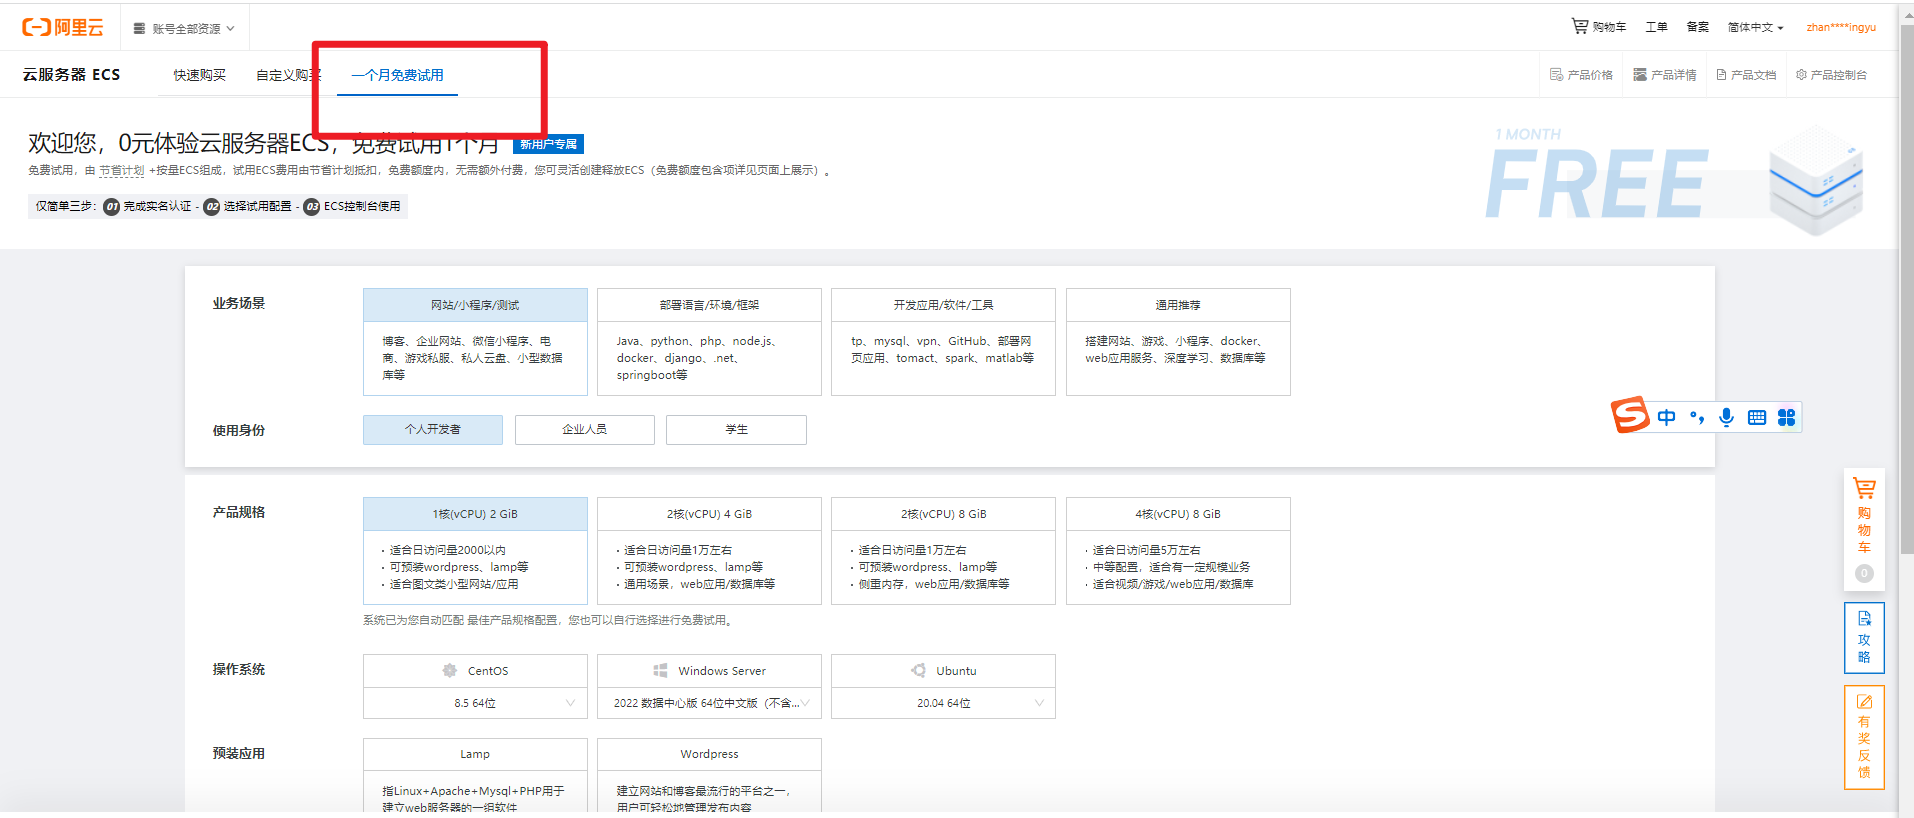 阿里云
账号全部资源
购物车
工单
备案
简体中文
zhan****ingyu
云服务器 ECS
快速购买
自定义购买
一个月免费试用
产品价格
产品详情
产品文档
产品控制台
欢迎您，0元体验云服务器ECS，免费试用1个月 新用户专属
免费试用，由 节省计划 +按量ECS组成，试用ECS费用由节省计划抵扣，免费额度内，无需额外付费，您可灵活创建释放ECS（免费额度包含项详见页面上展示）。
仅简单三步： 01 完成实名认证 - 02 选择试用配置 - 03 ECS控制台使用
1 MONTH
FREE
业务场景
网站/小程序/测试
博客、企业网站、微信小程序、电
商、游戏私服、私人云盘、小型数据
库等
部署语言/环境/框架
Java、python、php、node.js、
docker、django、.net、
springboot等
开发应用/软件/工具
tp、mysql、vpn、GitHub、部署网
页应用、tomact、spark、matlab等
通用推荐
搭建网站、游戏、小程序、docker、
web应用服务、深度学习、数据库等
使用身份
个人开发者
企业人员
学生
S 中
产品规格
1核(vCPU) 2 GiB
· 适合日访问量2000以内
· 可预装wordpress、lamp等
· 适合图文类小型网站/应用
2核(vCPU) 4 GiB
· 适合日访问量1万左右
· 可预装wordpress、lamp等
· 通用场景，web应用/数据库等
2核(vCPU) 8 GiB
· 适合日访问量1万左右
· 可预装wordpress、lamp等
· 侧重内存，web应用/数据库等
4核(vCPU) 8 GiB
· 适合日访问量5万左右
· 中等配置，适合有一定规模业务
· 适合视频/游戏/web应用/数据库
系统已为您自动匹配 最佳产品规格配置，您也可以自行选择进行免费试用。
操作系统
CentOS
8.5 64位
Windows Server
2022 数据中心版 64位中文版（不含...
Ubuntu
20.04 64位
预装应用
Lamp
指Linux+Apache+Mysql+PHP用于
建立web服务器的一组软件
Wordpress
建立网站和博客最流行的平台之一，
用户可轻松地管理发布内容
购
物
车
0
攻
略
有
奖
反
馈